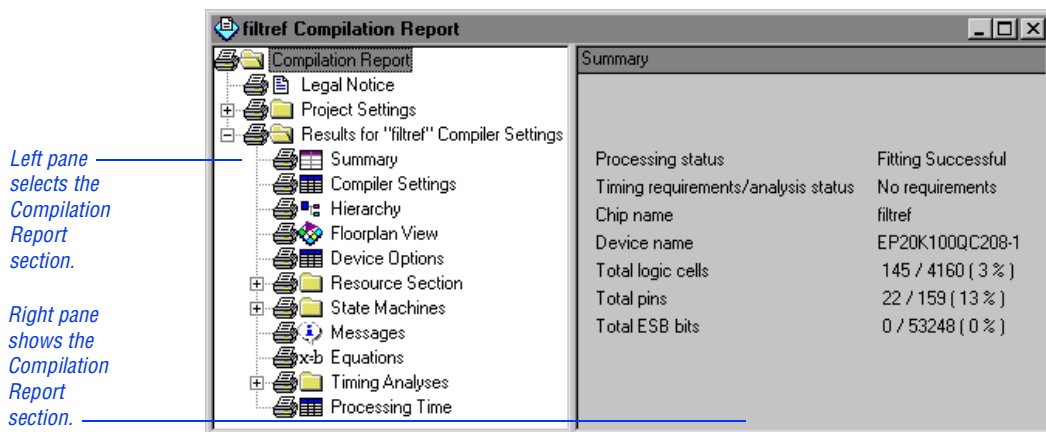 filtref Compilation Report
Compilation Report
Legal Notice
Project Settings
Results for "filtref" Compiler Settings
Summary
Compiler Settings
Hierarchy
Floorplan View
Device Options
Resource Section
State Machines
Messages
x=b Equations
Timing Analyses
Processing Time
Summary
Processing status Fitting Successful
Timing requirements/analysis status No requirements
Chip name filtref
Device name EP20K100QC208-1
Total logic cells 145 / 4160 ( 3 % )
Total pins 22 / 159 ( 13 % )
Total ESB bits 0 / 53248 ( 0 % )
Left pane
selects the
Compilation
Report
section.
Right pane
shows the
Compilation
Report
section.